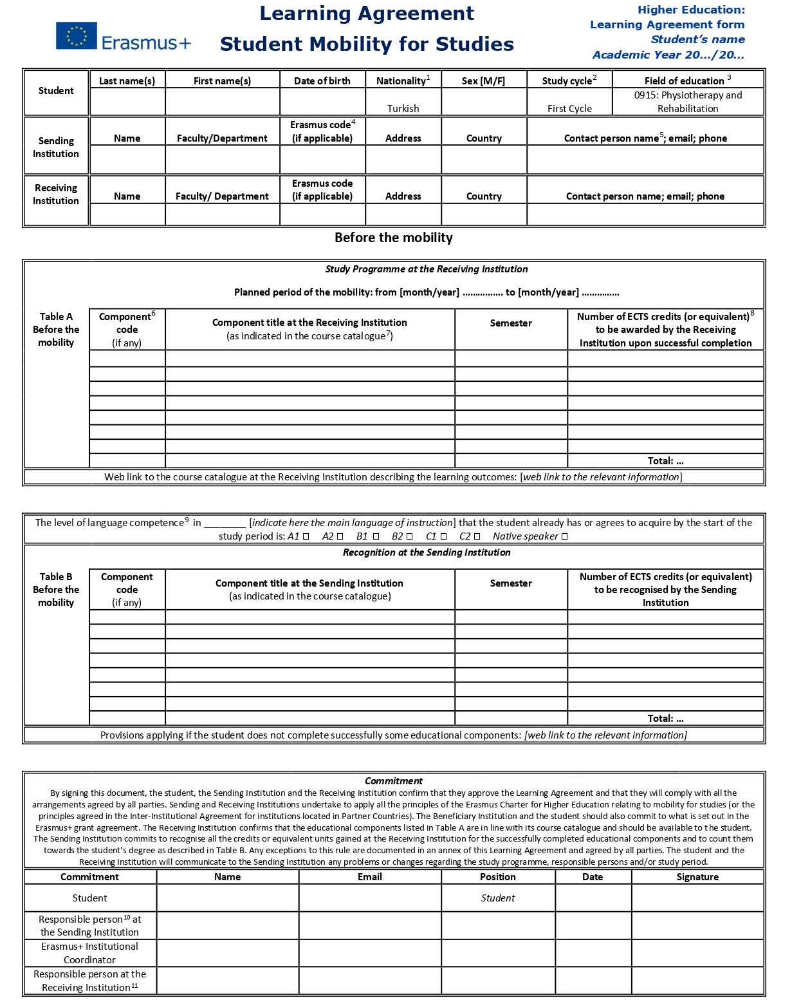 Learning Agreement
Student Mobility for Studies
Erasmus+
Higher Education:
Learning Agreement form
Student’s name
Academic Year 20…/20…
Student
Last name(s) First name(s) Date of birth Nationality1 Sex [M/F] Study cycle2 Field of education 3
Turkish First Cycle 0915: Physiotherapy and
Rehabilitation
Sending
Institution
Name Faculty/Department Erasmus code4
(if applicable) Address Country Contact person name5; email; phone
Receiving
Institution
Name Faculty/ Department Erasmus code
(if applicable) Address Country Contact person name; email; phone
Before the mobility
Study Programme at the Receiving Institution
Planned period of the mobility: from [month/year] ……………. to [month/year] ……………
Table A
Before the
mobility
Component6
code
(if any)
Component title at the Receiving Institution
(as indicated in the course catalogue7)
Semester
Number of ECTS credits (or equivalent)8
to be awarded by the Receiving
Institution upon successful completion
Total: …
Web link to the course catalogue at the Receiving Institution describing the learning outcomes: [web link to the relevant information]
The level of language competence9 in ________ [indicate here the main language of instruction] that the student already has or agrees to acquire by the start of the
study period is: A1 ☐ A2 ☐ B1 ☐ B2 ☐ C1 ☐ C2 ☐ Native speaker ☐
Recognition at the Sending Institution
Table B
Before the
mobility
Component
code
(if any)
Component title at the Sending Institution
(as indicated in the course catalogue)
Semester
Number of ECTS credits (or equivalent)
to be recognised by the Sending
Institution
Total: …
Provisions applying if the student does not complete successfully some educational components: [web link to the relevant information]
Commitment
By signing this document, the student, the Sending Institution and the Receiving Institution confirm that they approve the Learning Agreement and that they will comply with all the
arrangements agreed by all parties. Sending and Receiving Institutions undertake to apply all the principles of the Erasmus Charter for Higher Education relating to mobility for studies (or the
principles agreed in the Inter-Institutional Agreement for institutions located in Partner Countries). The Beneficiary Institution and the student should also commit to what is set out in the
Erasmus+ grant agreement. The Receiving Institution confirms that the educational components listed in Table A are in line with its course catalogue and should be available to the student.
The Sending Institution commits to recognise all the credits or equivalent units gained at the Receiving Institution for the successfully completed educational components and to count them
towards the student's degree as described in Table B. Any exceptions to this rule are documented in an annex of this Learning Agreement and agreed by all parties. The student and the
Receiving Institution will communicate to the Sending Institution any problems or changes regarding the study programme, responsible persons and/or study period.
Commitment Name Email Position Date Signature
Student Student
Responsible person10 at
the Sending Institution
Erasmus+ Institutional
Coordinator
Responsible person at the
Receiving Institution11